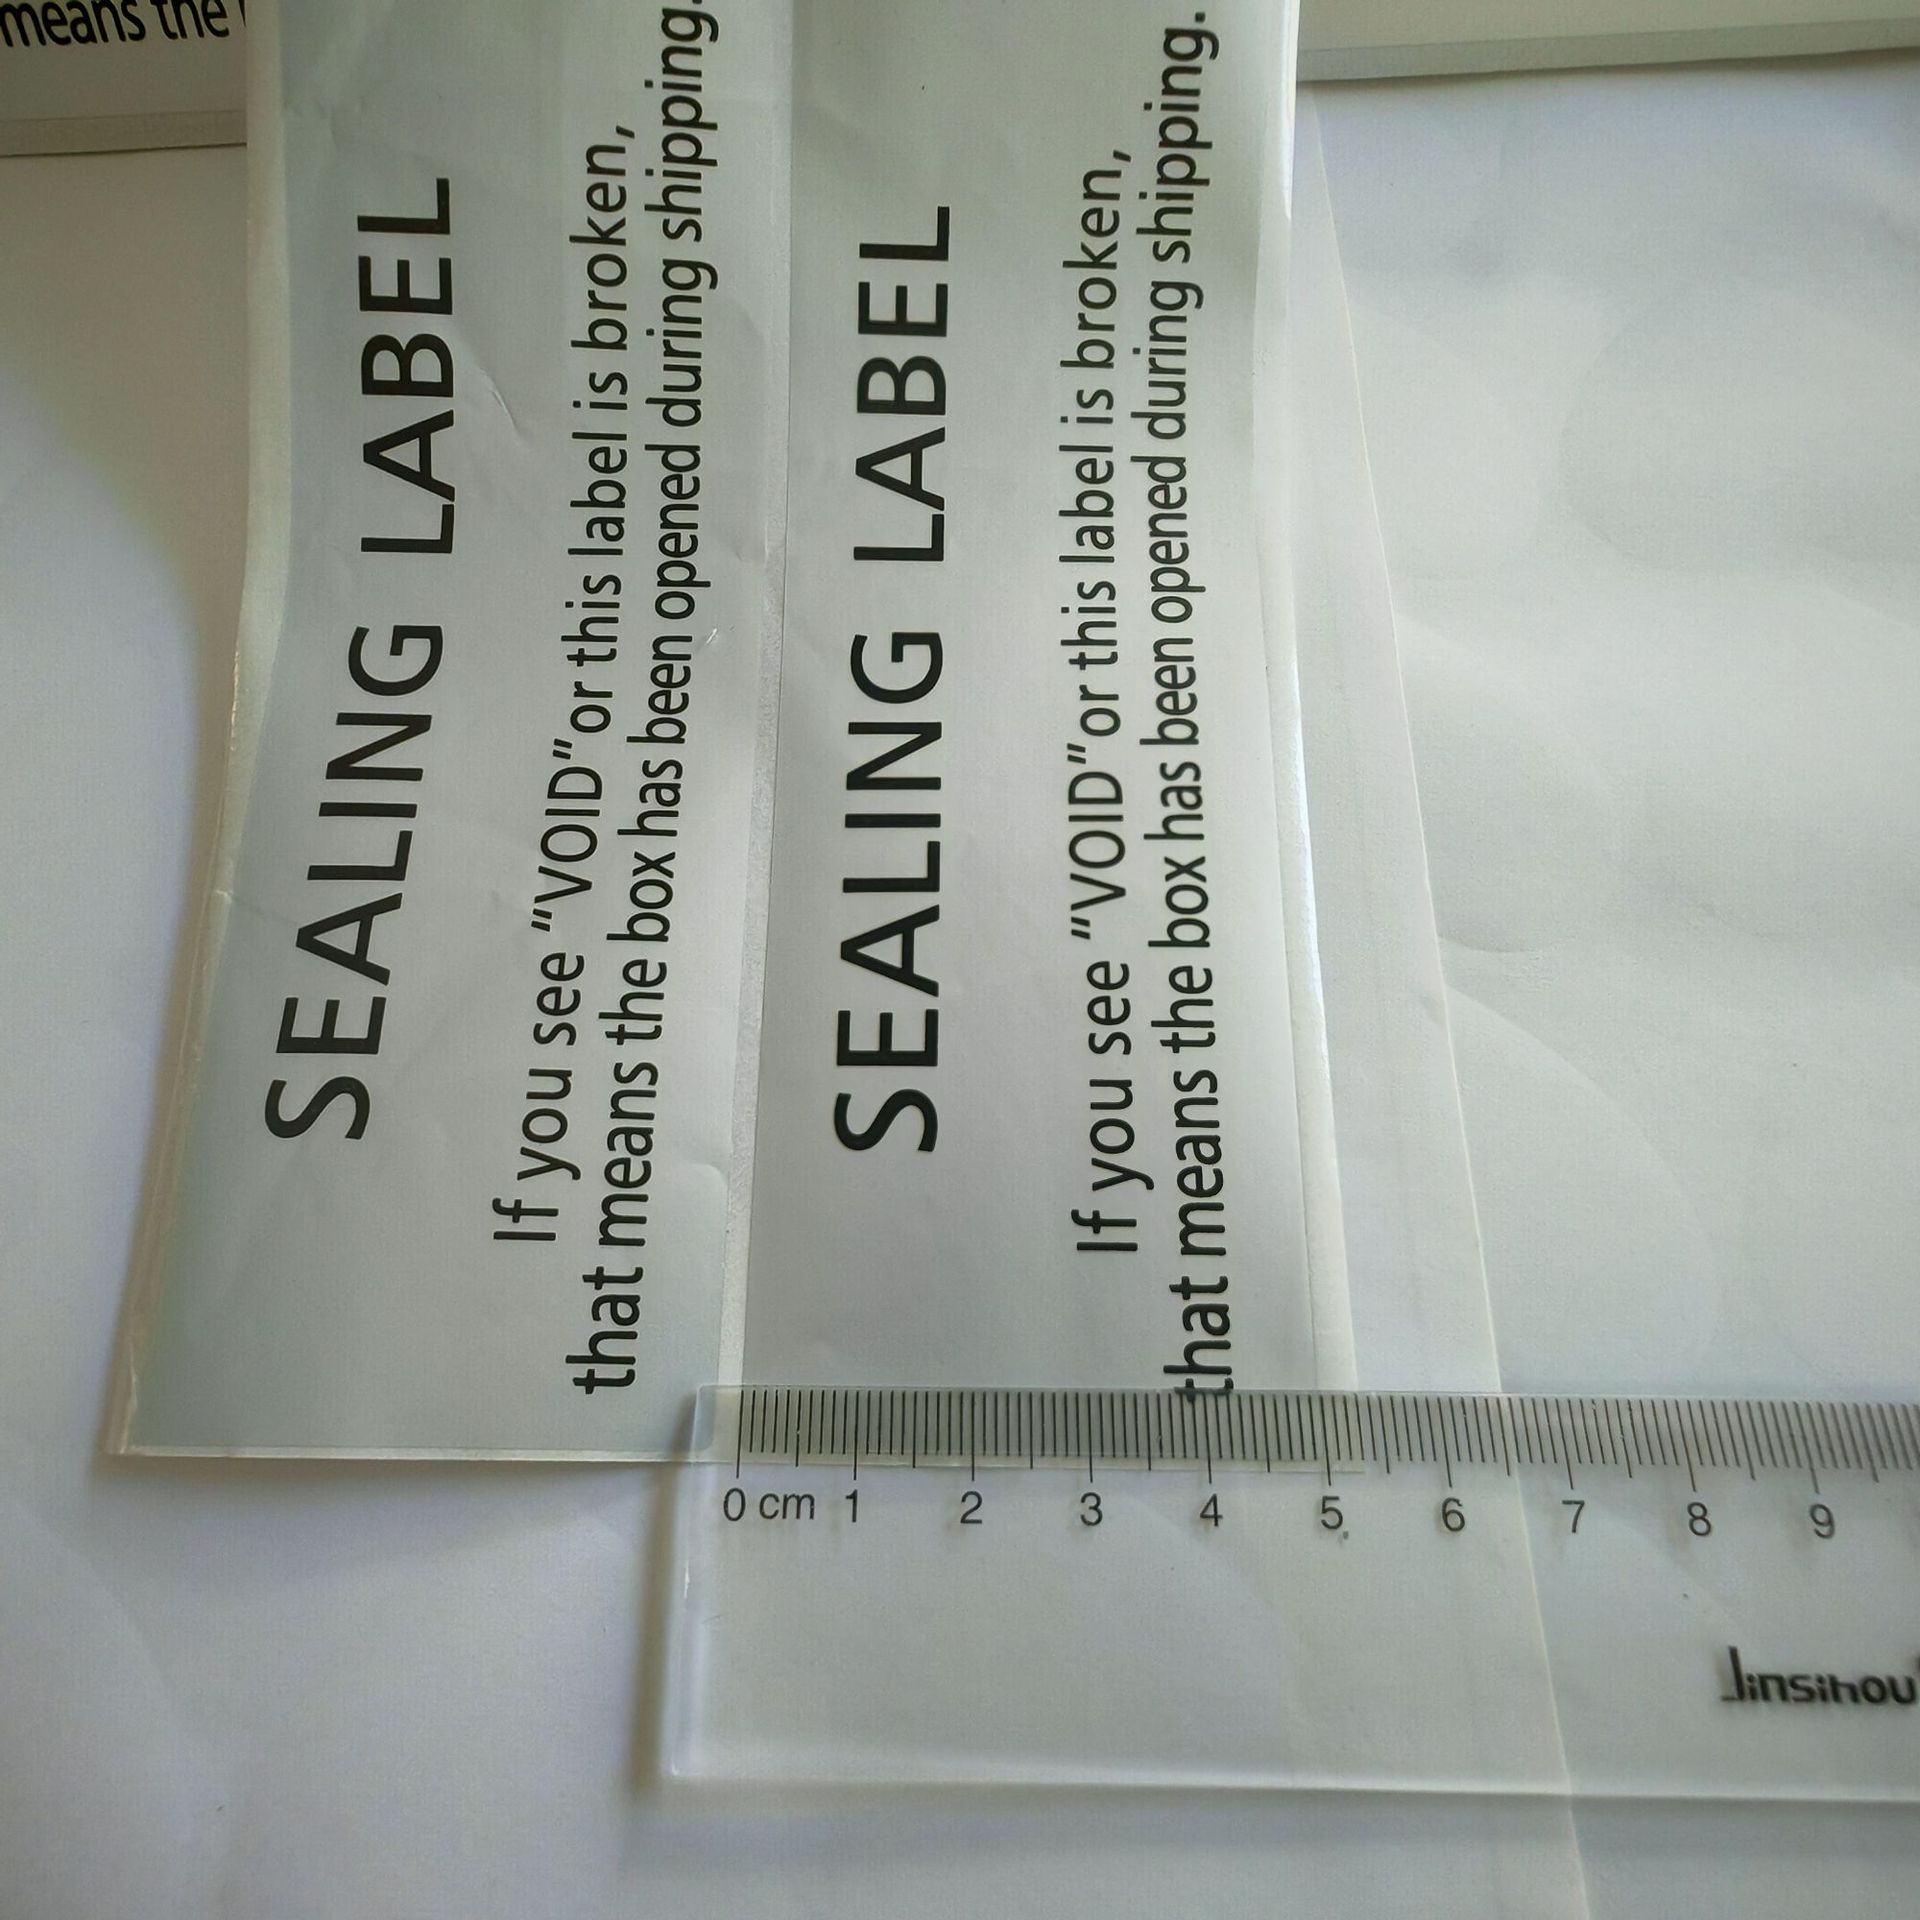 means the
SEALING LABEL
If you see "VOID"or this label is broken,
that means the box has been opened during shipping.
SEALING LABEL
If you see "VOID"or this label is broken,
that means the box has been opened during shipping.
0 cm 1 2 3 4 5 6 7 8 9
Jinsihou